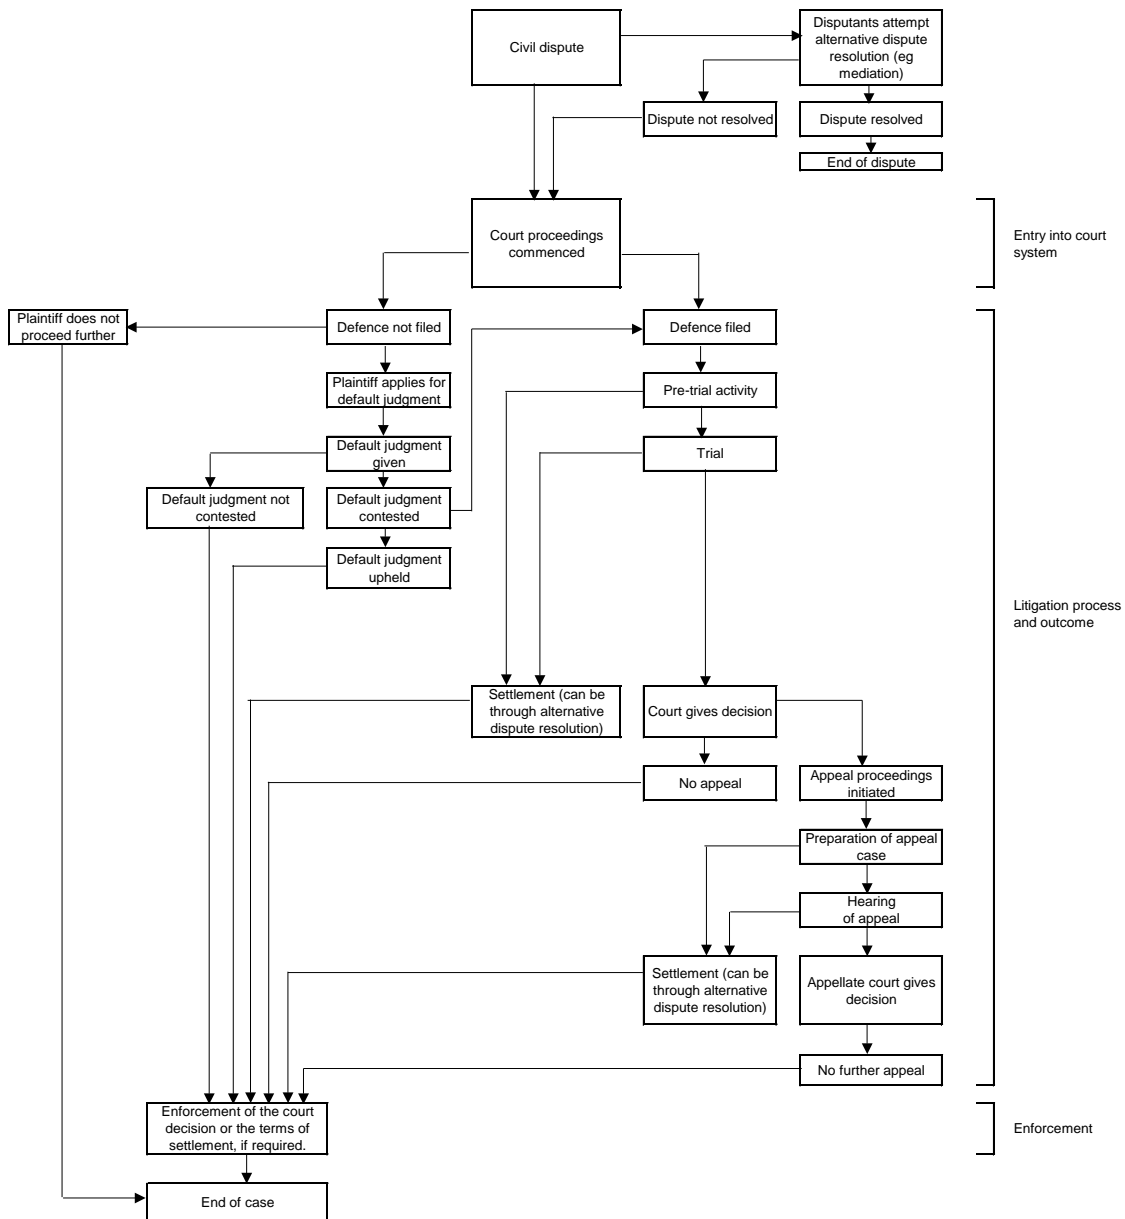 Civil dispute
Disputants attempt
alternative dispute
resolution (eg
mediation)
Dispute not resolved
Dispute resolved
End of dispute
Court proceedings
commenced
Entry into court
system
Plaintiff does not
proceed further
Defence not filed
Defence filed
Plaintiff applies for
default judgment
Pre-trial activity
Default judgment
given
Trial
Default judgment not
contested
Default judgment
contested
Default judgment
upheld
Litigation process
and outcome
Settlement (can be
through alternative
dispute resolution)
Court gives decision
No appeal
Appeal proceedings
initiated
Preparation of appeal
case
Hearing
of appeal
Settlement (can be
through alternative
dispute resolution)
Appellate court gives
decision
No further appeal
Enforcement of the court
decision or the terms of
settlement, if required.
Enforcement
End of case